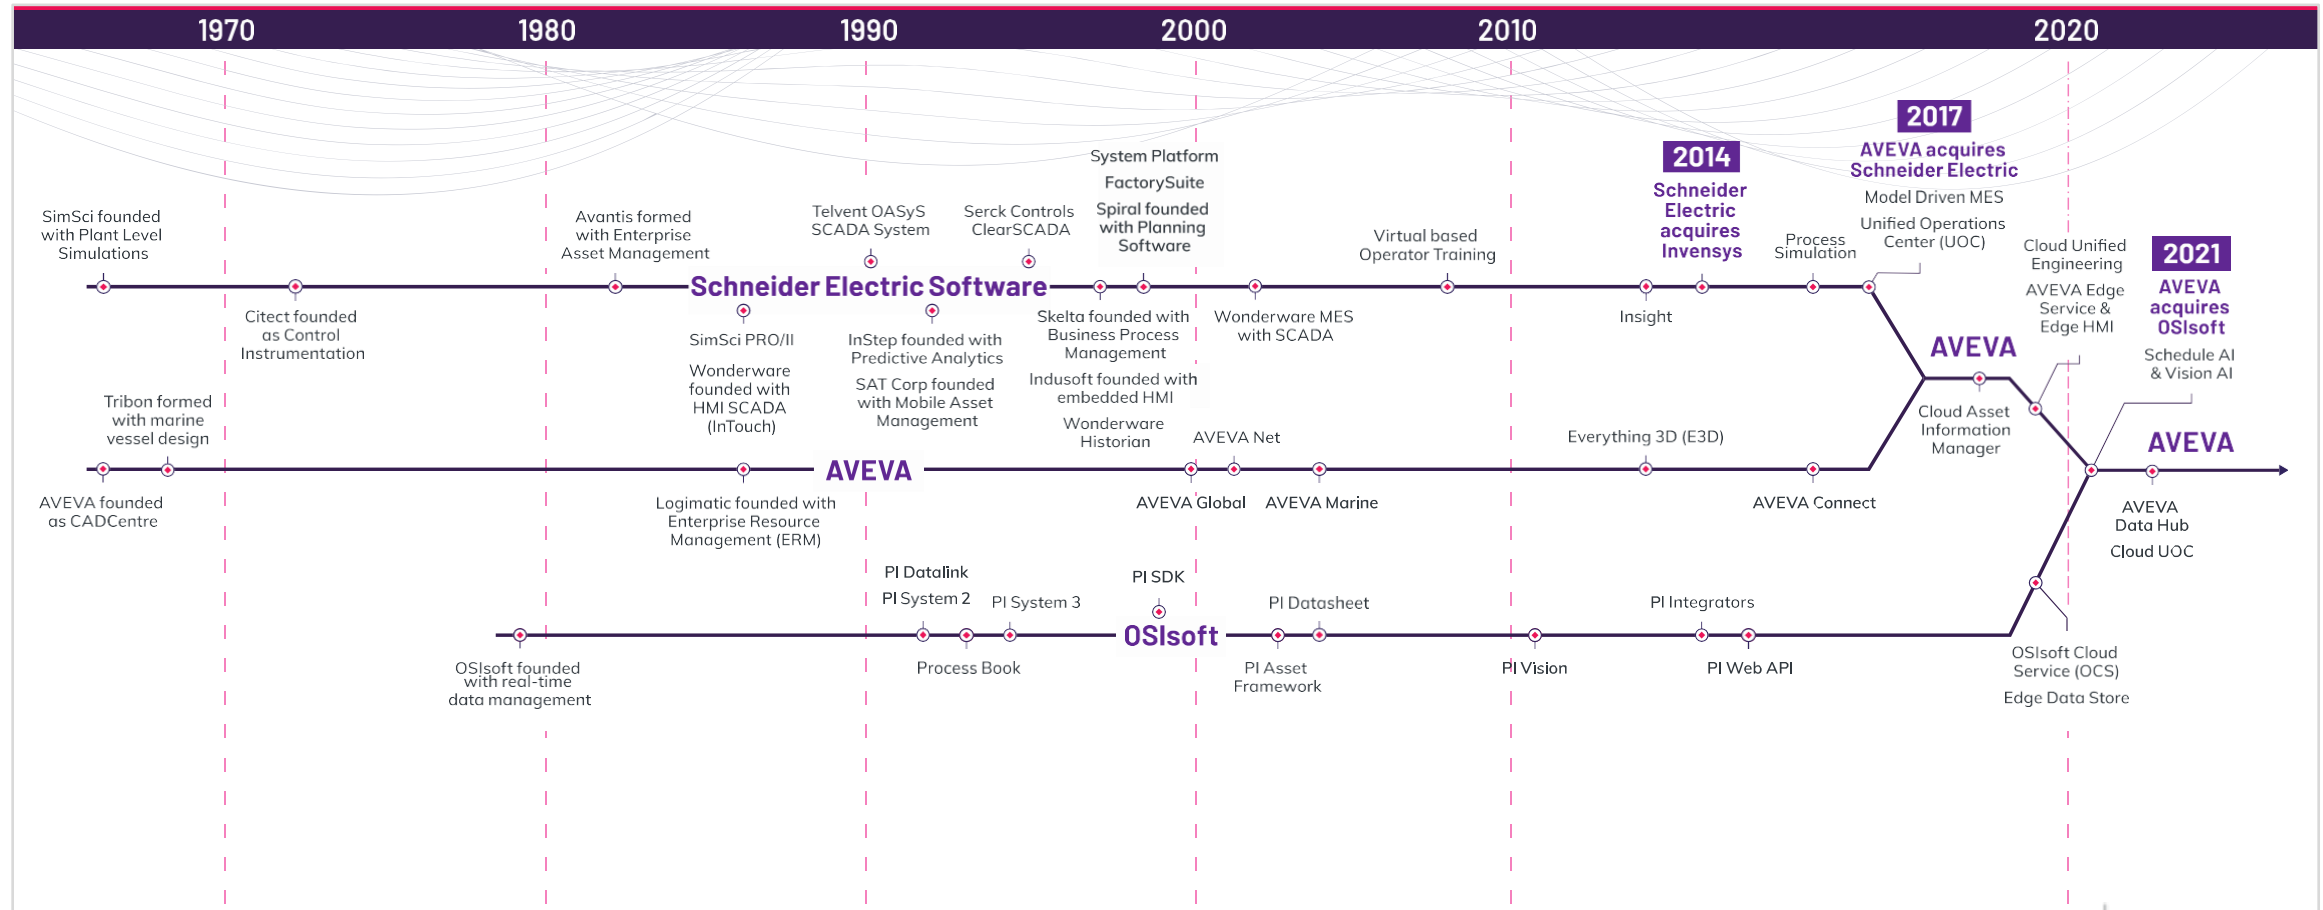 1970
1980
1990
2000
2010
2020
2017
AVEVA acquires
Schneider Electric
Model Driven MES
Unified Operations
Center (UOC)
2014
Schneider
Electric
acquires
Invensys
System Platform
FactorySuite
Spiral founded
with Planning
Software
SimSci founded
with Plant Level
Simulations
Avantis formed
with Enterprise
Asset Management
Telvent OASyS
SCADA System
Serck Controls
ClearSCADA
Virtual based
Operator Training
Process
Simulation
Cloud Unified
Engineering
AVEVA Edge
Service &
Edge HMI
2021
AVEVA
acquires
OSIsoft
Schedule AI
& Vision AI
Schneider Electric Software
Citect founded
as Control
Instrumentation
SimSci PRO/II
Wonderware
founded with
HMI SCADA
(InTouch)
InStep founded with
Predictive Analytics
SAT Corp founded
with Mobile Asset
Management
Skelta founded with
Business Process
Management
Indusoft founded with
embedded HMI
Wonderware
Historian
Wonderware MES
with SCADA
Insight
AVEVA
Cloud Asset
Information
Manager
Tribon formed
with marine
vessel design
AVEVA Net
Everything 3D (E3D)
AVEVA
AVEVA
AVEVA founded
as CADCentre
Logimatic founded with
Enterprise Resource
Management (ERM)
AVEVA Global
AVEVA Marine
AVEVA Connect
AVEVA
Data Hub
Cloud UOC
PI Datalink
PI System 2
PI System 3
PI SDK
PI Datasheet
PI Integrators
OSIsoft
OSIsoft founded
with real-time
data management
Process Book
PI Asset
Framework
PI Vision
PI Web API
OSIsoft Cloud
Service (OCS)
Edge Data Store